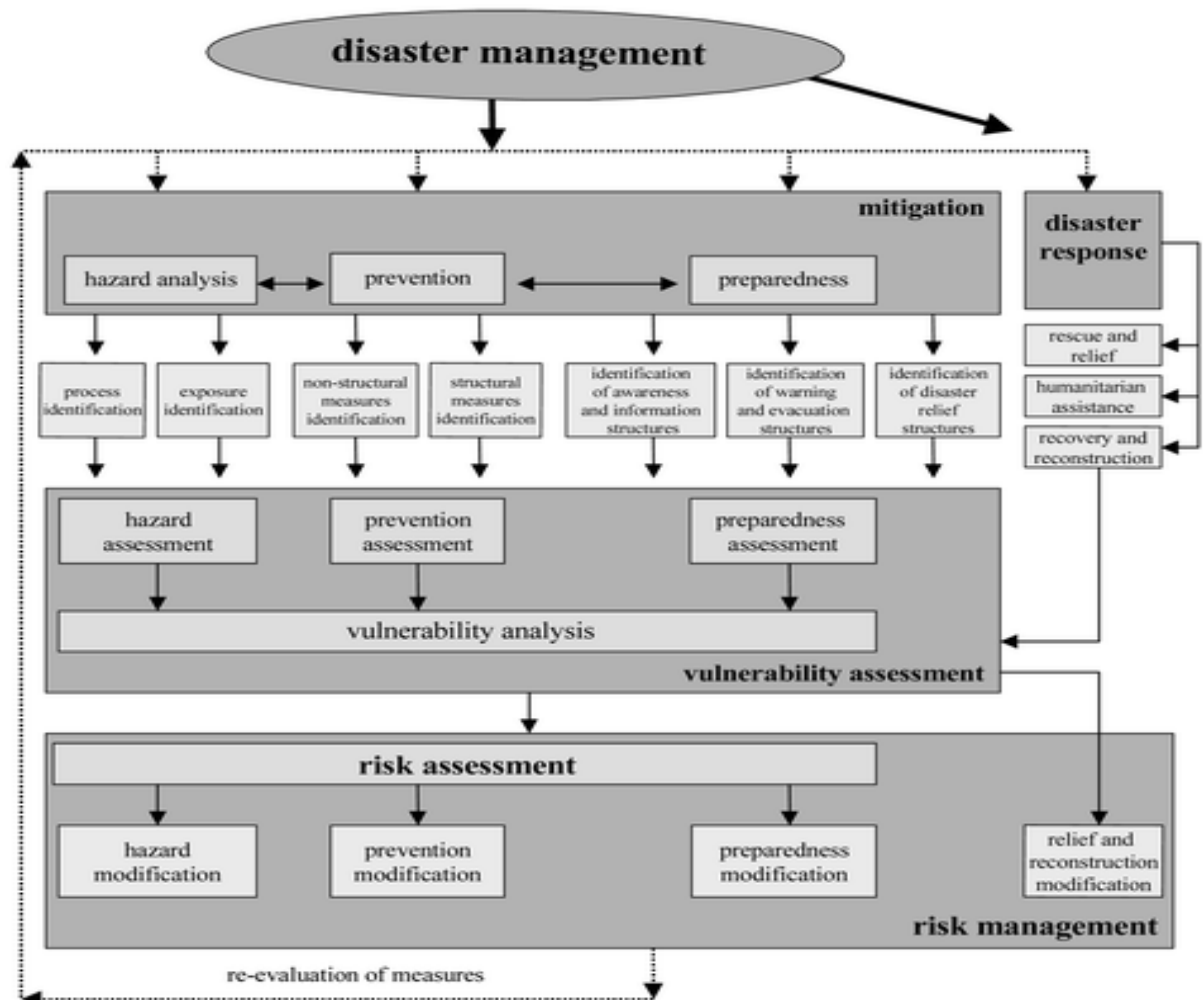 disaster management
mitigation
disaster
response
hazard analysis
prevention
preparedness
rescue and
relief
process
identification
exposure
identification
non-structural
measures
identification
structural
measures
identification
identification
of awareness
and information
structures
identification
of warning
and evacuation
structures
identification
of disaster
relief
structures
humanitarian
assistance
recovery and
reconstruction
hazard
assessment
prevention
assessment
preparedness
assessment
vulnerability analysis
vulnerability assessment
risk assessment
hazard
modification
prevention
modification
preparedness
modification
relief and
reconstruction
modification
risk management
re-evaluation of measures